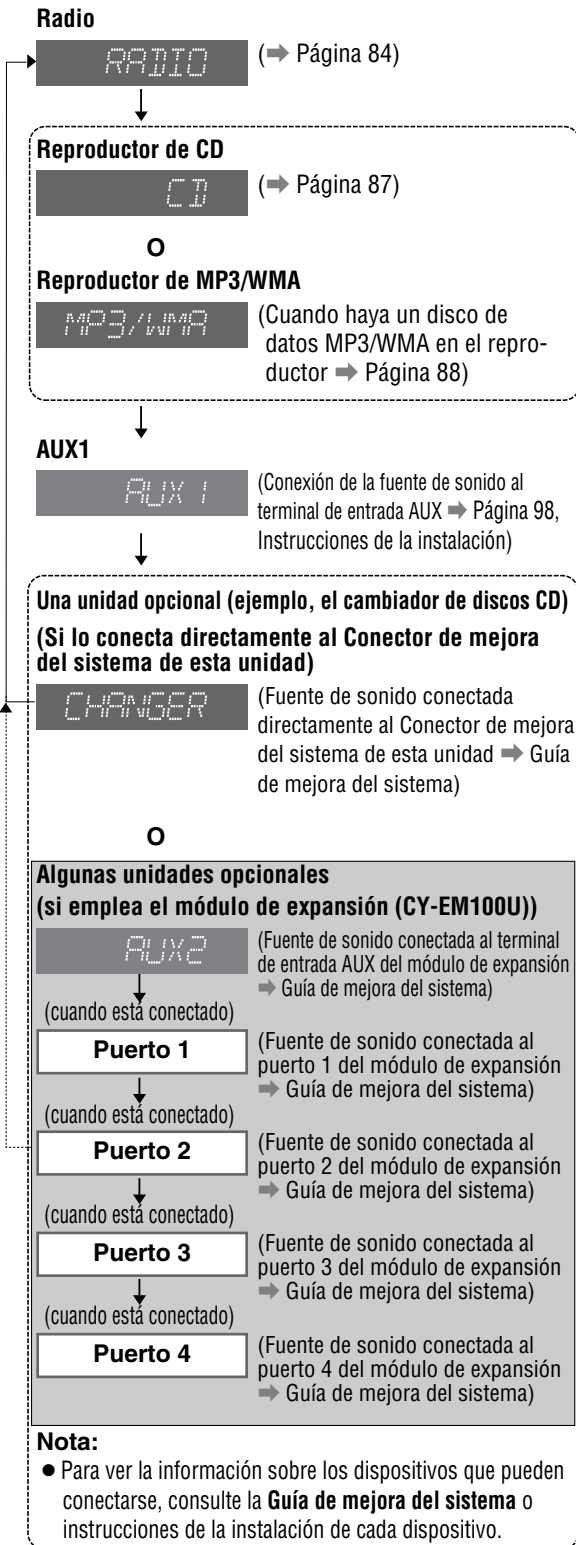 Radio
RADIO
(➡ Página 84)
Reproductor de CD
CD
(➡ Página 87)
O
Reproductor de MP3/WMA
MP3/WMA
(Cuando haya un disco de
datos MP3/WMA en el repro-
ductor ➡ Página 88)
AUX1
AUX 1
(Conexión de la fuente de sonido al
terminal de entrada AUX ➡ Página 98,
Instrucciones de la instalación)
Una unidad opcional (ejemplo, el cambiador de discos CD)
(Si lo conecta directamente al Conector de mejora
del sistema de esta unidad)
CHANGER
(Fuente de sonido conectada
directamente al Conector de mejora
del sistema de esta unidad ➡ Guía
de mejora del sistema)
O
Algunas unidades opcionales
(si emplea el módulo de expansión (CY-EM100U))
AUX2
(Fuente de sonido conectada al terminal
de entrada AUX del módulo de expansión
➡ Guía de mejora del sistema)
(cuando está conectado)
Puerto 1
(Fuente de sonido conectada al
puerto 1 del módulo de expansión
➡ Guía de mejora del sistema)
(cuando está conectado)
Puerto 2
(Fuente de sonido conectada al
puerto 2 del módulo de expansión
➡ Guía de mejora del sistema)
(cuando está conectado)
Puerto 3
(Fuente de sonido conectada al
puerto 3 del módulo de expansión
➡ Guía de mejora del sistema)
(cuando está conectado)
Puerto 4
(Fuente de sonido conectada al
puerto 4 del módulo de expansión
➡ Guía de mejora del sistema)
Nota:
● Para ver la información sobre los dispositivos que pueden
conectarse, consulte la Guía de mejora del sistema o
instrucciones de la instalación de cada dispositivo.